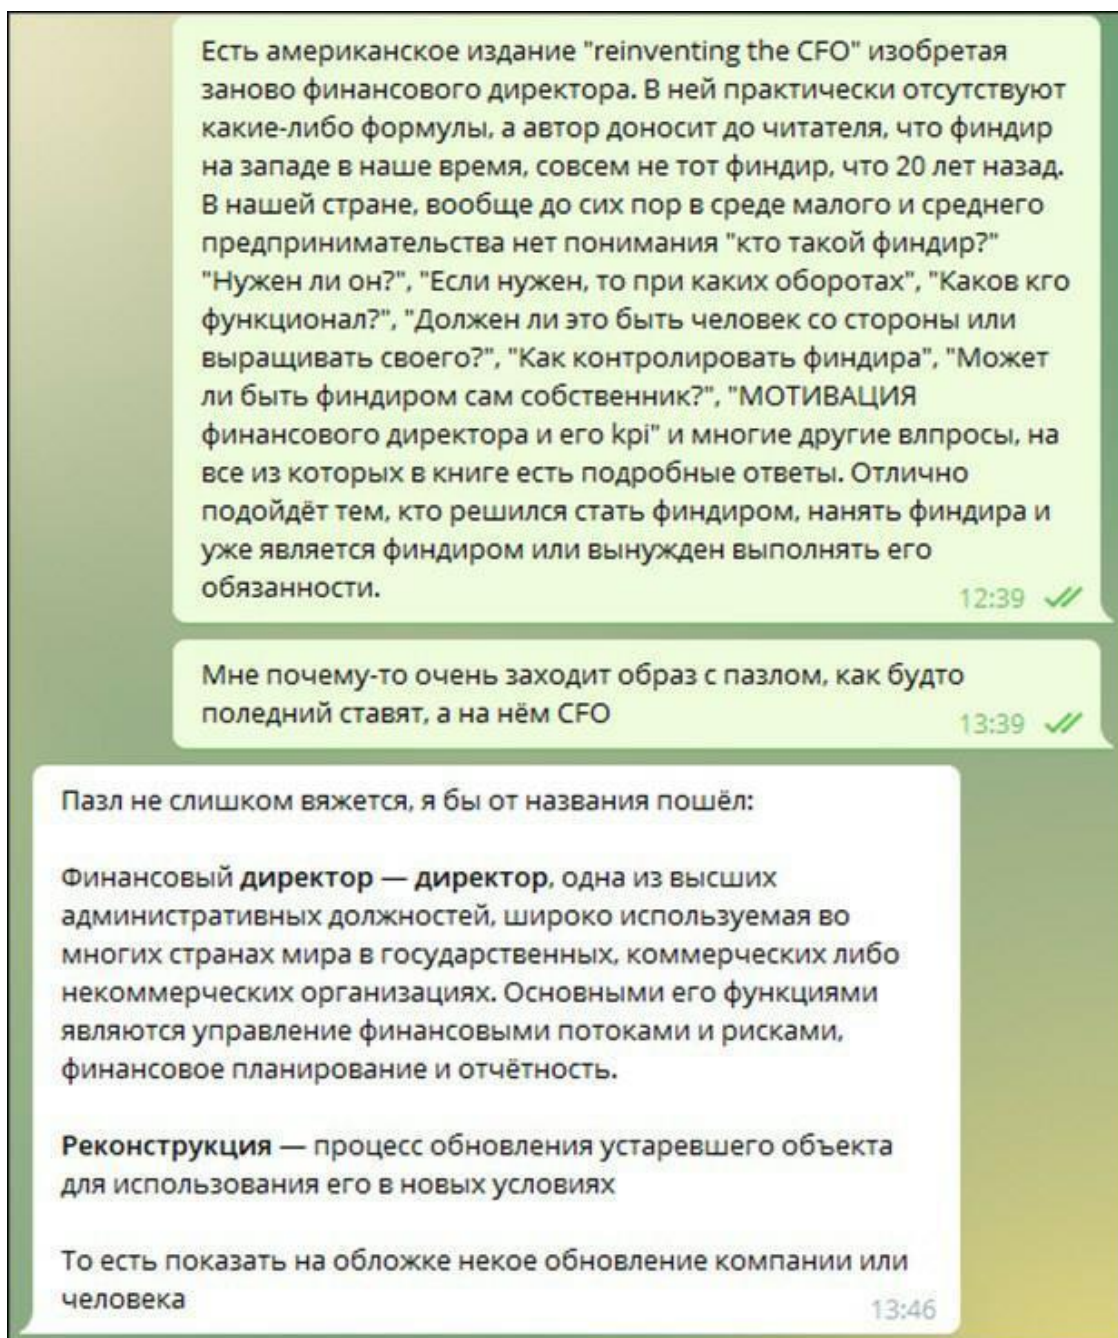 Есть американское издание "reinventing the CFO" изобретая
заново финансового директора. В ней практически отсутствуют
какие-либо формулы, а автор доносит до читателя, что финдир
на западе в наше время, совсем не тот финдир, что 20 лет назад.
В нашей стране, вообще до сих пор в среде малого и среднего
предпринимательства нет понимания "кто такой финдир?"
"Нужен ли он?", "Если нужен, то при каких оборотах", "Каков кго
функционал?", "Должен ли это быть человек со стороны или
выращивать своего?", "Как контролировать финдира", "Может
ли быть финдиром сам собственник?", "МОТИВАЦИЯ
финансового директора и его kpi" и многие другие влпросы, на
все из которых в книге есть подробные ответы. Отлично
подойдёт тем, кто решился стать финдиром, нанять финдира и
уже является финдиром или вынужден выполнять его
обязанности.
12:39
Мне почему-то очень заходит образ с пазлом, как будто
поледний ставят, а на нём CFO
13:39
Пазл не слишком вяжется, я бы от названия пошёл:
Финансовый директор — директор, одна из высших
административных должностей, широко используемая во
многих странах мира в государственных, коммерческих либо
некоммерческих организациях. Основными его функциями
являются управление финансовыми потоками и рисками,
финансовое планирование и отчётность.
Реконструкция — процесс обновления устаревшего объекта
для использования его в новых условиях
То есть показать на обложке некое обновление компании или
человека
13:46